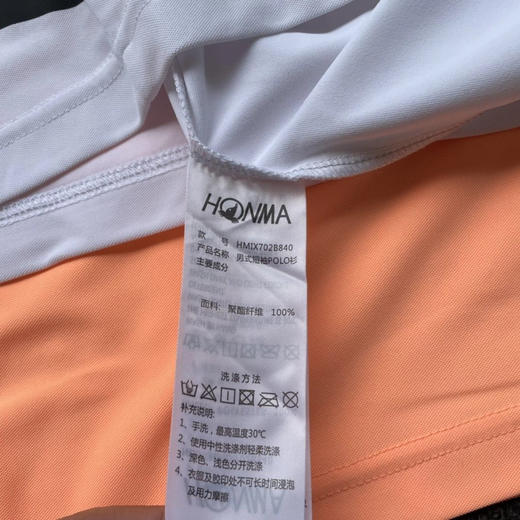 HONMA
款　　号　HMIX702B840
产品名称　男式短袖POLO衫
主要成分
面料：聚酯纤维 100%
洗涤方法
补充说明：
1、手洗，最高温度30℃
2、使用中性洗涤剂轻柔洗涤
3、深色、浅色分开洗涤
4、衣服及胶印处不可长时间浸泡
及用力摩擦